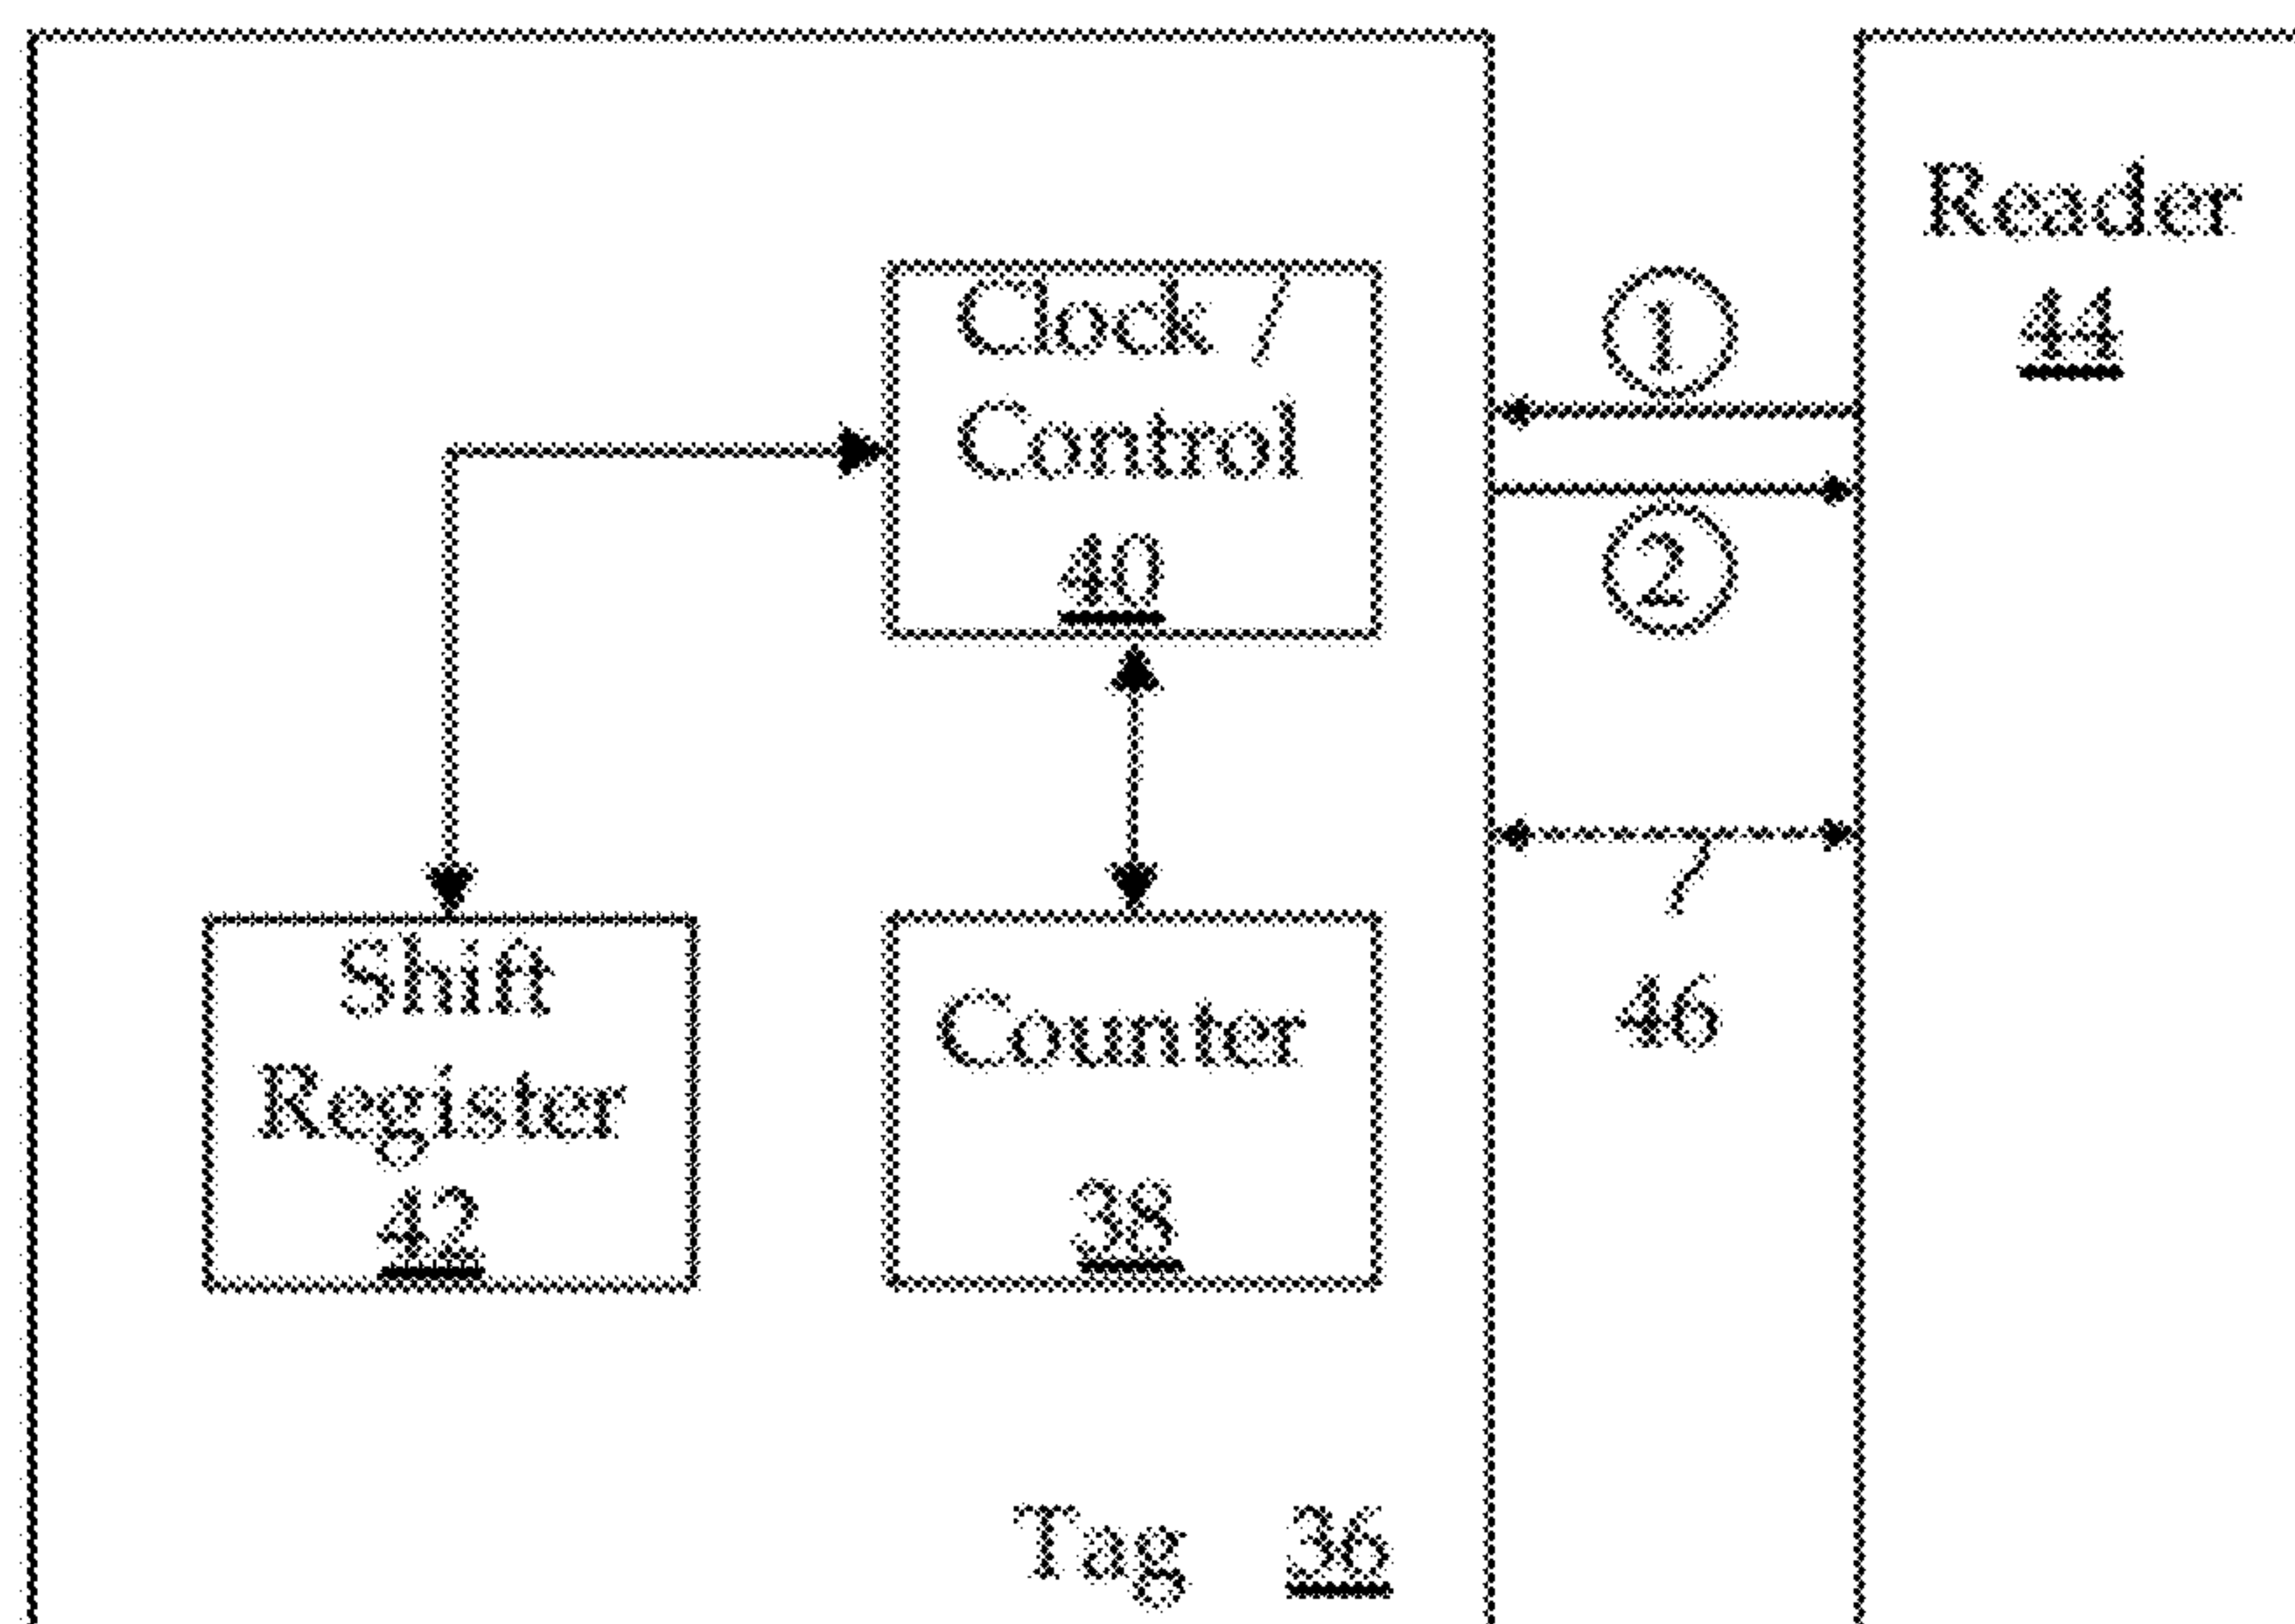 Reader
44
Clock /
Control
40
1
2
46
Shift
Register
42
Counter
38
Tag 36